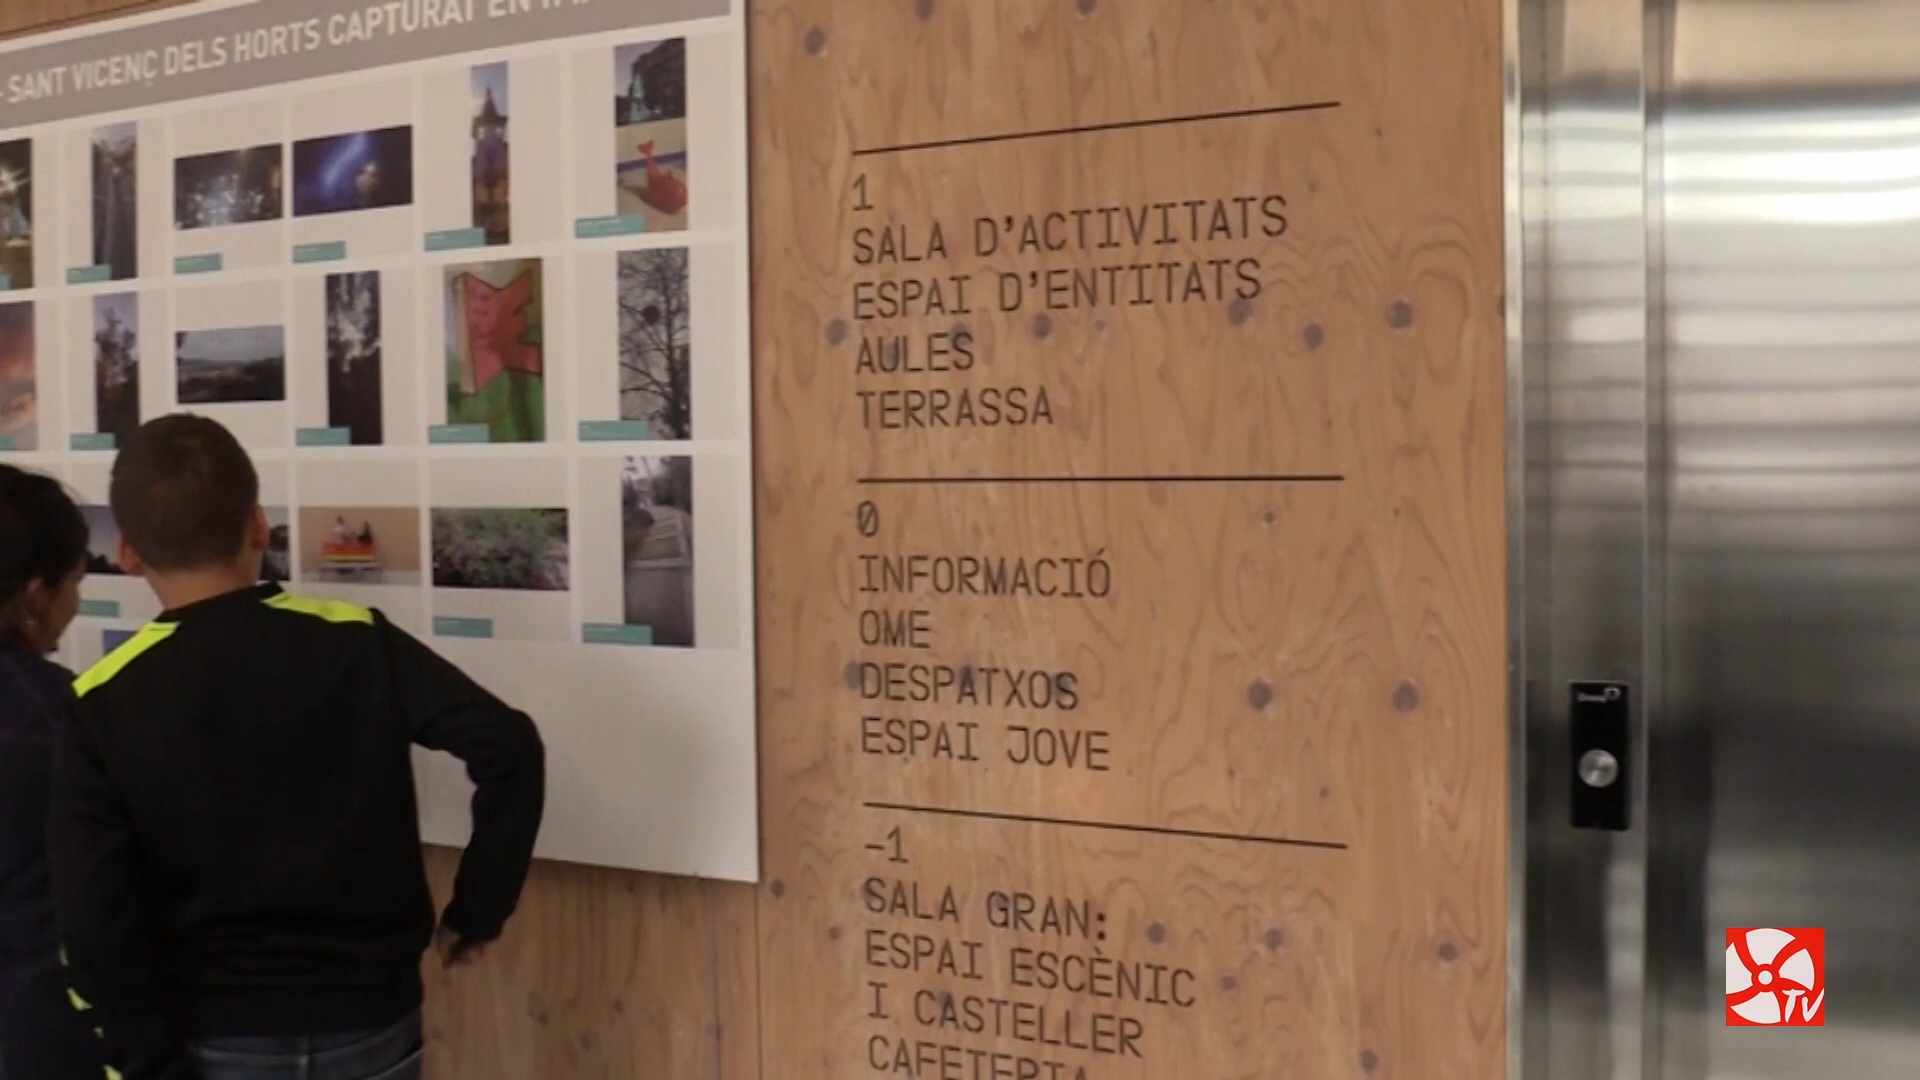 - SANT VICENÇ DELS HORTS CAPTURAT EN
1
SALA D'ACTIVITATS
ESPAI D'ENTITATS
AULES
TERRASSA
0
INFORMACIÓ
OME
DESPATXOS
ESPAI JOVE
-1
SALA GRAN:
ESPAI ESCÈNIC
I CASTELLER
CAFETERIA
TV